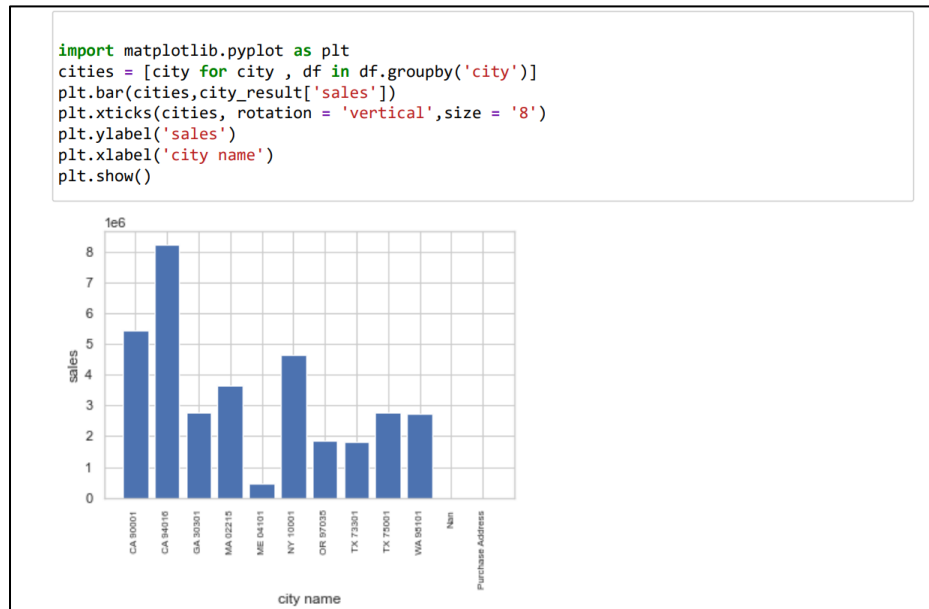 import matplotlib.pyplot as plt
cities = [city for city , df in df.groupby('city')]
plt.bar(cities,city_result['sales'])
plt.xticks(cities, rotation = 'vertical',size = '8')
plt.ylabel('sales')
plt.xlabel('city name')
plt.show()
1e6
8
7
6
5
4
3
2
1
0
sales
CA 90001
CA 94016
GA 30301
MA 02215
ME 04101
NY 10001
OR 97035
TX 73301
TX 75001
WA 98101
Nan
Purchase Address
city name